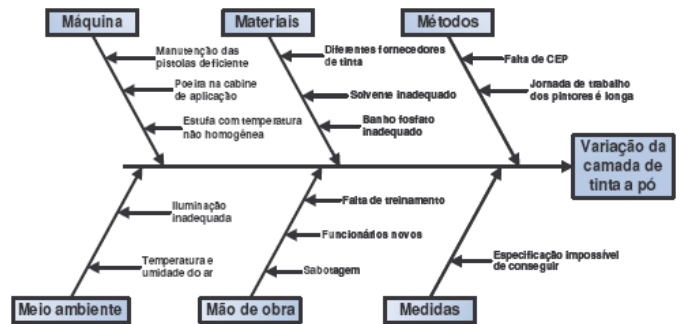 Máquina
Materiais
Métodos
Manutenção das
pistolas deficiente
Poeira na cabine
de aplicação
Estufa com temperatura
não homogênea
Diferentes fornecedores
de tinta
Solvente inadequado
Banho fosfato
inadequado
Falta de CEP
Jornada de trabalho
dos pintores é longa
Variação da
camada de
tinta a pó
Iluminação
inadequada
Temperatura e
umidade do ar
Falta de treinamento
Funcionários novos
Sabotagem
Especificação impossível
de conseguir
Meio ambiente
Mão de obra
Medidas